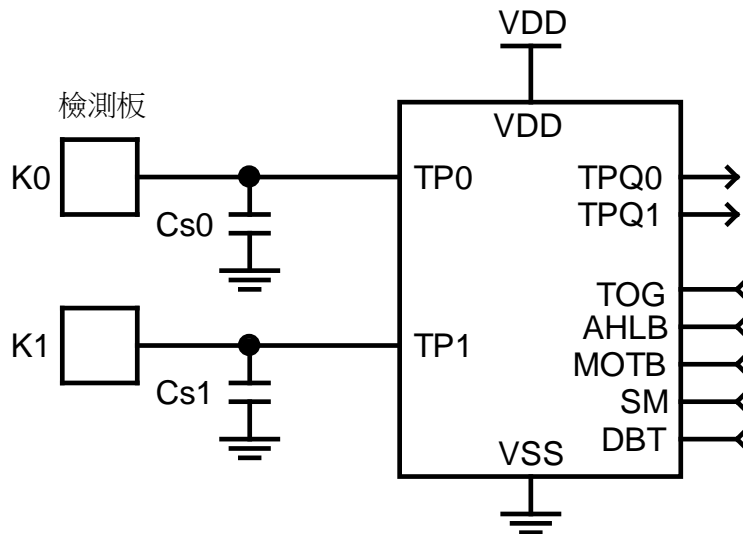 VDD
檢測板
VDD
K0
TP0
TPQ0
TPQ1
Cs0
TOG
AHLB
K1
TP1
MOTB
Cs1
SM
DBT
VSS